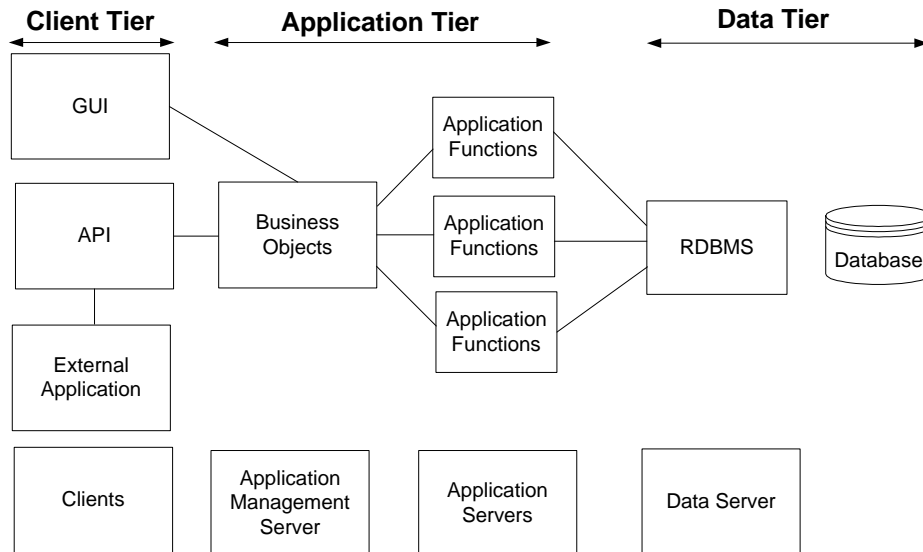 Client Tier
Application Tier
Data Tier
GUI
Application
Functions
API
Business
Objects
Application
Functions
RDBMS
Database
Application
Functions
External
Application
Clients
Application
Management
Server
Application
Servers
Data Server